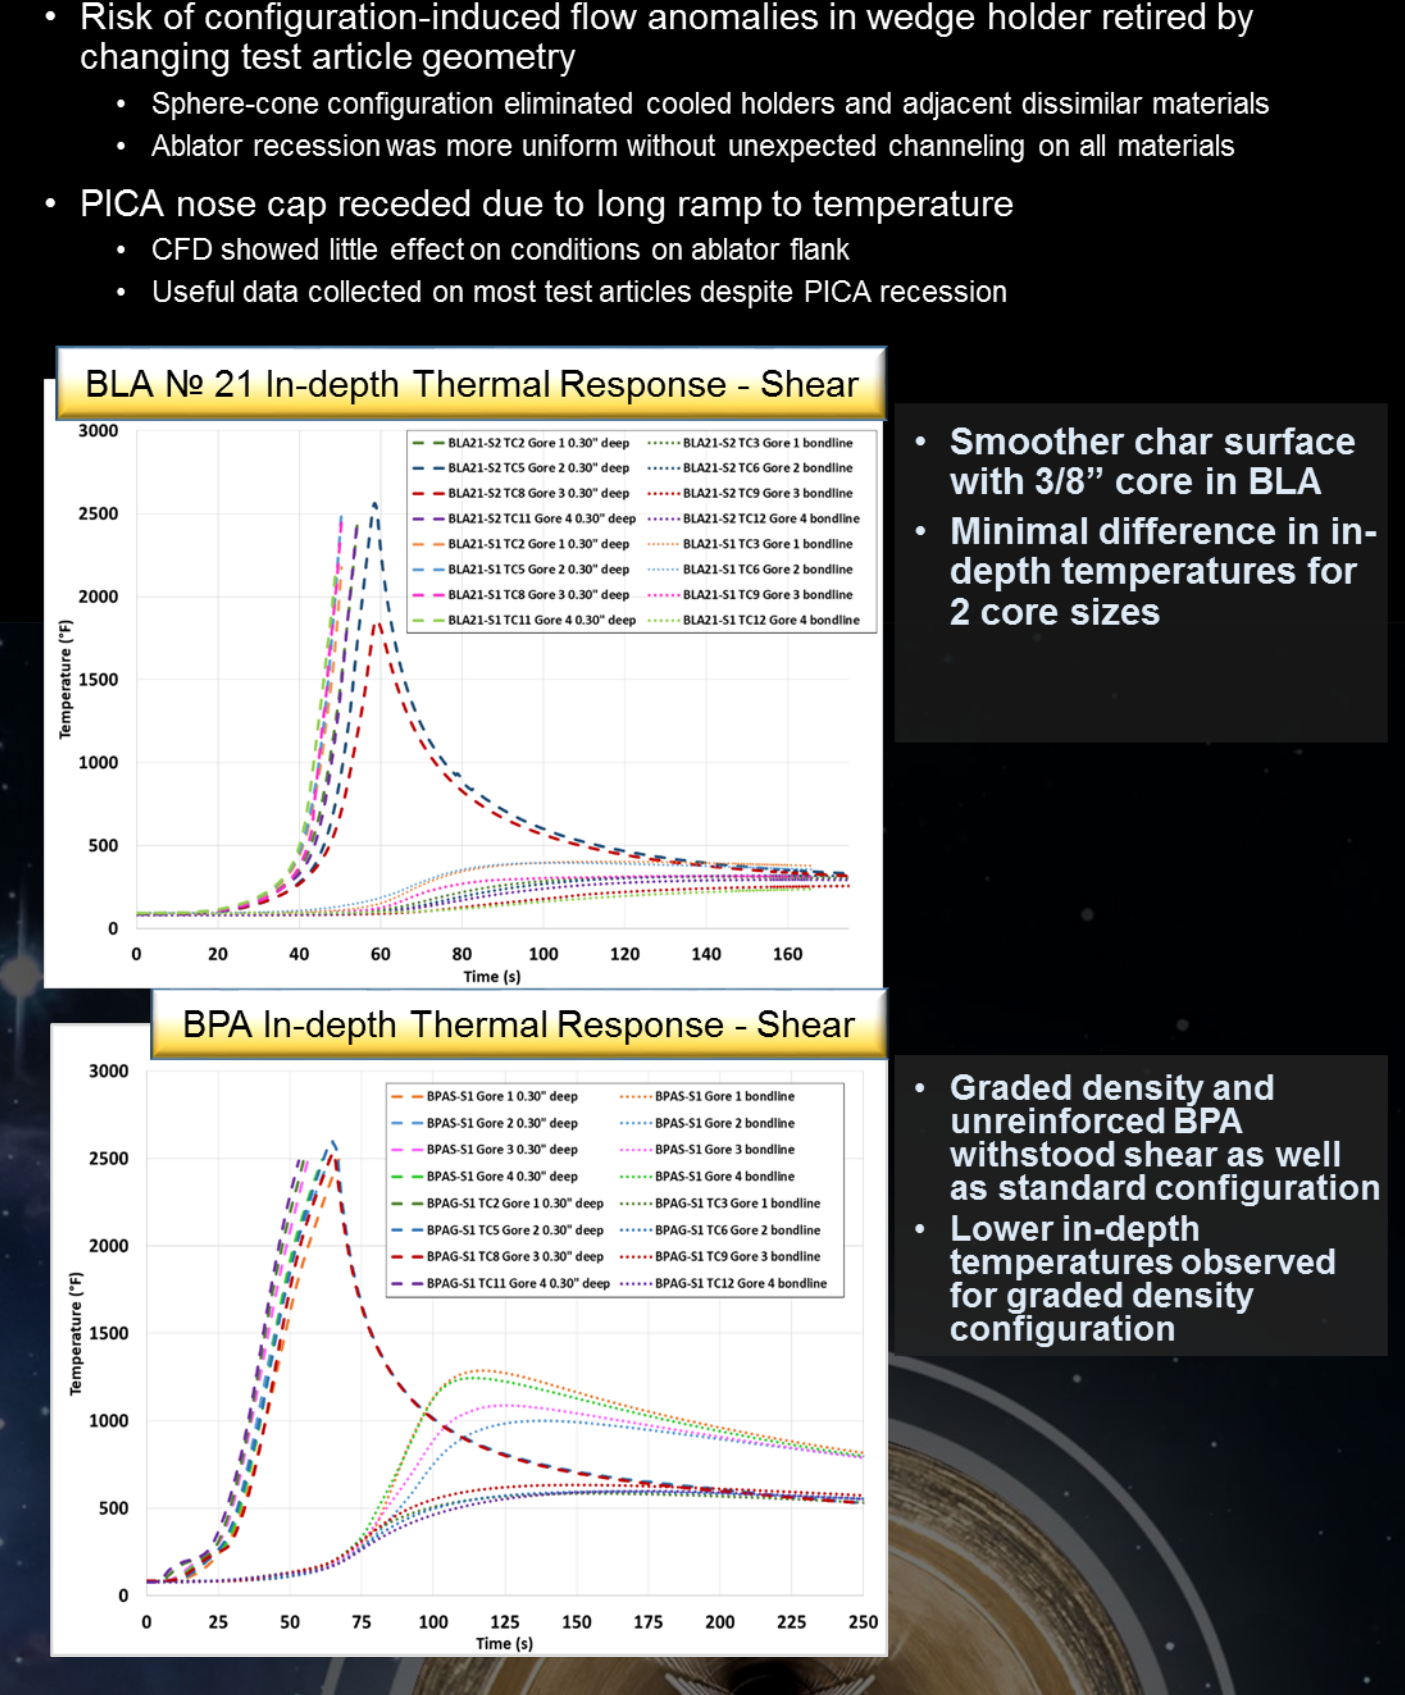 • Risk of configuration-induced flow anomalies in wedge holder retired by
changing test article geometry
• Sphere-cone configuration eliminated cooled holders and adjacent dissimilar materials
• Ablator recession was more uniform without unexpected channeling on all materials
• PICA nose cap receded due to long ramp to temperature
• CFD showed little effect on conditions on ablator flank
• Useful data collected on most test articles despite PICA recession
BLA № 21 In-depth Thermal Response - Shear
3000
2500
2000
1500
1000
500
0
Temperature (°F)
BLA21-S2 TC2 Gore 1 0.30" deep BLA21-S2 TC3 Gore 1 bondline
BLA21-S2 TC5 Gore 2 0.30" deep BLA21-S2 TC6 Gore 2 bondline
BLA21-S2 TC8 Gore 3 0.30" deep BLA21-S2 TC9 Gore 3 bondline
BLA21-S2 TC11 Gore 4 0.30" deep BLA21-S2 TC12 Gore 4 bondline
BLA21-S1 TC2 Gore 1 0.30" deep BLA21-S1 TC3 Gore 1 bondline
BLA21-S1 TC5 Gore 2 0.30" deep BLA21-S1 TC6 Gore 2 bondline
BLA21-S1 TC8 Gore 3 0.30" deep BLA21-S1 TC9 Gore 3 bondline
BLA21-S1 TC11 Gore 4 0.30" deep BLA21-S1 TC12 Gore 4 bondline
0 20 40 60 80 100 120 140 160
Time (s)
• Smoother char surface
with 3/8” core in BLA
• Minimal difference in in-
depth temperatures for
2 core sizes
BPA In-depth Thermal Response - Shear
3000
2500
2000
1500
1000
500
0
Temperature (°F)
BPAS-S1 Gore 1 0.30" deep BPAS-S1 Gore 1 bondline
BPAS-S1 Gore 2 0.30" deep BPAS-S1 Gore 2 bondline
BPAS-S1 Gore 3 0.30" deep BPAS-S1 Gore 3 bondline
BPAS-S1 Gore 4 0.30" deep BPAS-S1 Gore 4 bondline
BPAG-S1 TC2 Gore 1 0.30" deep BPAG-S1 TC3 Gore 1 bondline
BPAG-S1 TC5 Gore 2 0.30" deep BPAG-S1 TC6 Gore 2 bondline
BPAG-S1 TC8 Gore 3 0.30" deep BPAG-S1 TC9 Gore 3 bondline
BPAG-S1 TC11 Gore 4 0.30" deep BPAG-S1 TC12 Gore 4 bondline
0 25 50 75 100 125 150 175 200 225 250
Time (s)
• Graded density and
unreinforced BPA
withstood shear as well
as standard configuration
• Lower in-depth
temperatures observed
for graded density
configuration